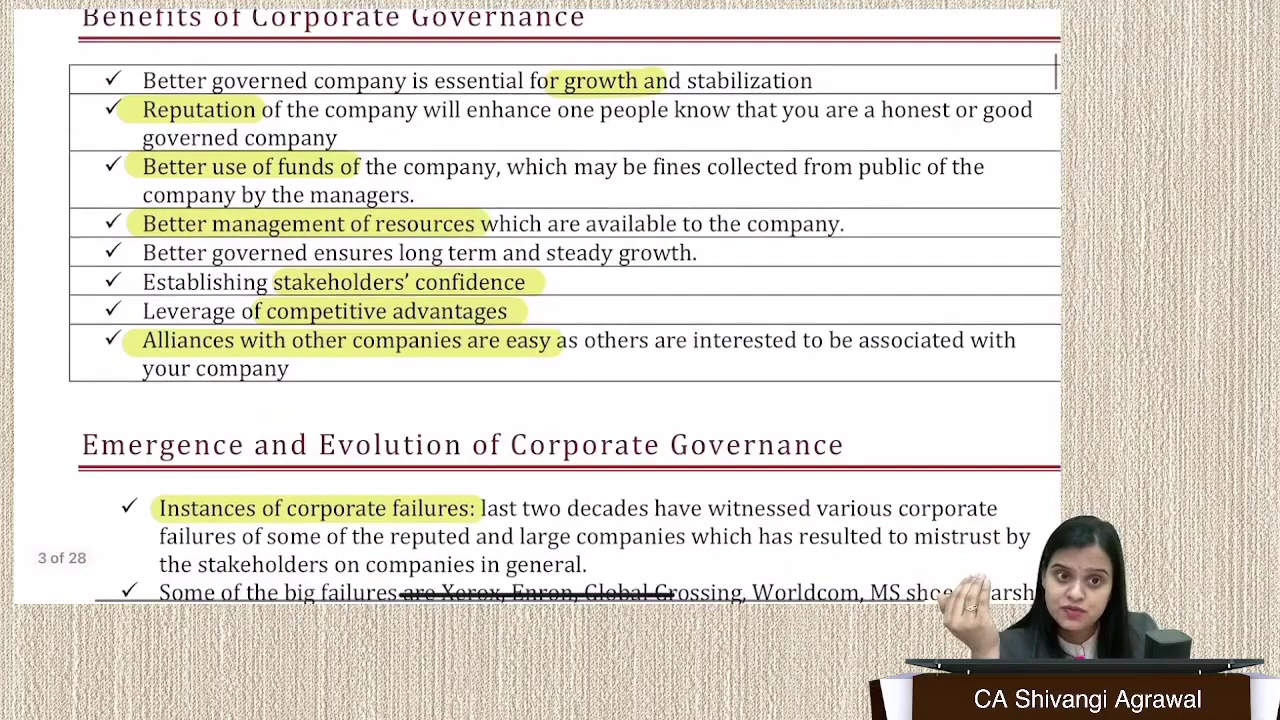 Benefits of Corporate Governance
✓ Better governed company is essential for growth and stabilization
✓ Reputation of the company will enhance one people know that you are a honest or good
governed company
✓ Better use of funds of the company, which may be fines collected from public of the
company by the managers.
✓ Better management of resources which are available to the company.
✓ Better governed ensures long term and steady growth.
✓ Establishing stakeholders’ confidence
✓ Leverage of competitive advantages
✓ Alliances with other companies are easy as others are interested to be associated with
your company
Emergence and Evolution of Corporate Governance
✓ Instances of corporate failures: last two decades have witnessed various corporate
failures of some of the reputed and large companies which has resulted to mistrust by
3 of 28
the stakeholders on companies in general.
✓ Some of the big failures are Xerox, Enron, Global Crossing, Worldcom, MS
CA Shivangi Agrawal